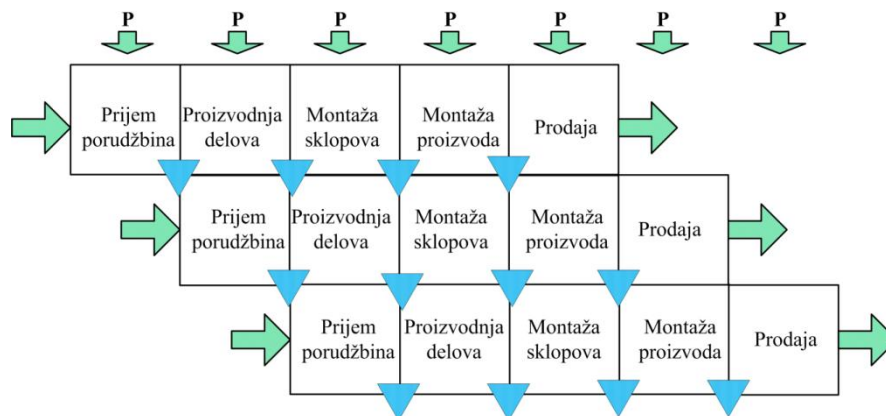 P P P P P P P
Prijem
porudžbina
Proizvodnja
delova
Montaža
sklopova
Montaža
proizvoda
Prodaja
Prijem
porudžbina
Proizvodnja
delova
Montaža
sklopova
Montaža
proizvoda
Prodaja
Prijem
porudžbina
Proizvodnja
delova
Montaža
sklopova
Montaža
proizvoda
Prodaja